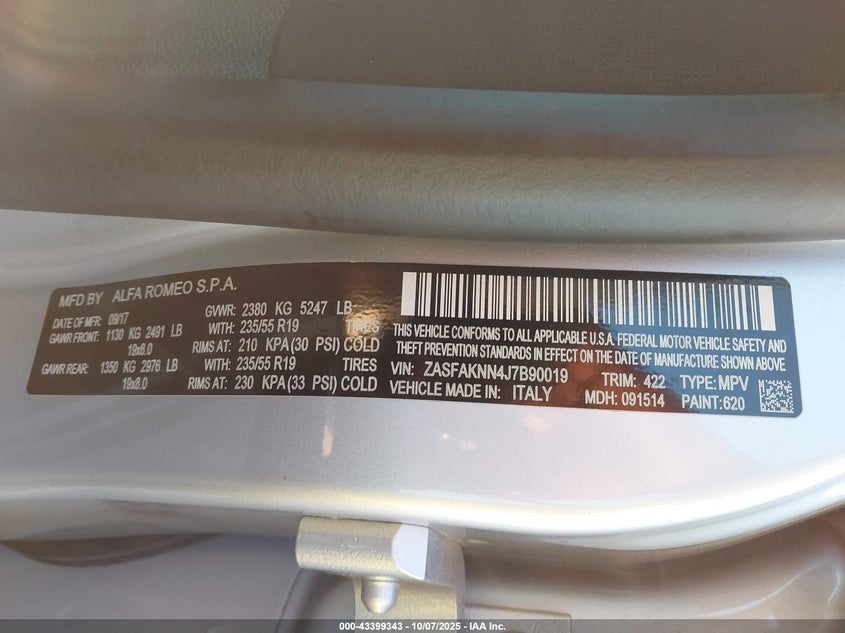 MFD BY ALFA ROMEO S.P.A.
DATE OF MFR: 09/17 GVWR: 2380 KG 5247 LB
GAWR FRONT: 1130 KG 2491 LB WITH: 235/55 R19 TIRES
19x8.0 RIMS AT: 210 KPA (30 PSI) COLD
GAWR REAR: 1350 KG 2976 LB WITH: 235/55 R19 TIRES
19x8.0 RIMS AT: 230 KPA (33 PSI) COLD
THIS VEHICLE CONFORMS TO ALL APPLICABLE U.S.A. FEDERAL MOTOR VEHICLE SAFETY AND
THEFT PREVENTION STANDARDS IN EFFECT ON THE DATE OF MANUFACTURE SHOWN ABOVE
VIN: ZASFAKNN4J7B90019 TRIM: 422 TYPE: MPV
VEHICLE MADE IN: ITALY MDH: 091514 PAINT:620
000-43399343 | 10/07/2025 - IAA Inc.